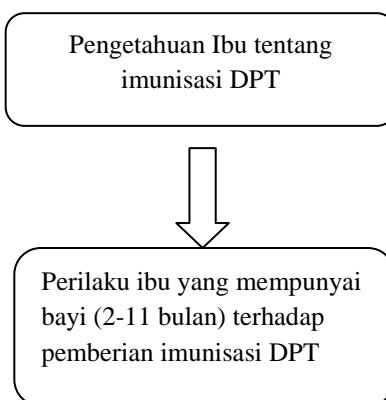 Pengetahuan Ibu tentang
imunisasi DPT
Perilaku ibu yang mempunyai
bayi (2-11 bulan) terhadap
pemberian imunisasi DPT